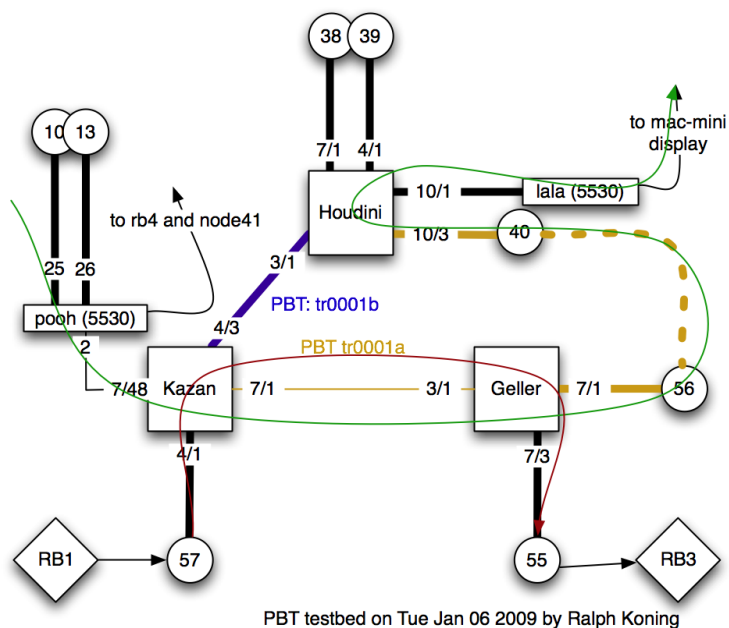 38
39
10
13
to mac-mini
display
7/1
4/1
Houdini
10/1
lala (5530)
to rb4 and node41
10/3
40
25
26
3/1
PBT: tr0001b
pooh (5530)
4/3
2
PBT tr0001a
7/48
Kazan
7/1
3/1
Geller
7/1
56
4/1
7/3
RB1
57
55
RB3
PBT testbed on Tue Jan 06 2009 by Ralph Koning